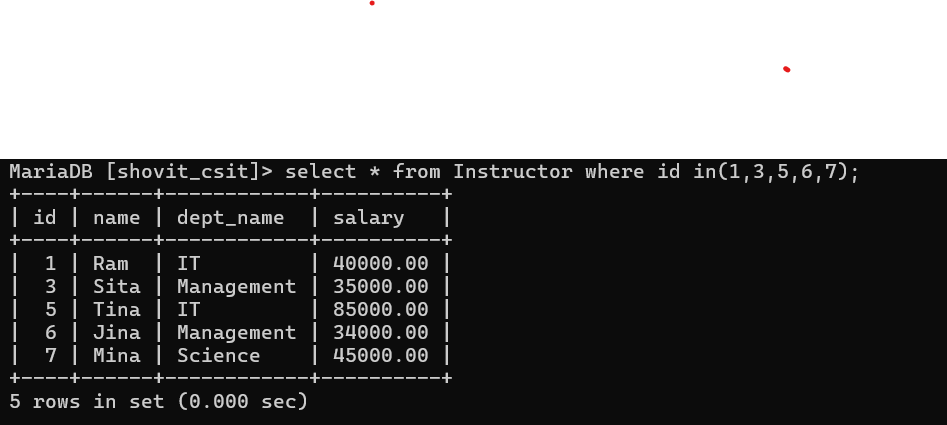 MariaDB [shovit_csit]> select * from Instructor where id in(1,3,5,6,7);
+----+------+------------+----------+
| id | name | dept_name  | salary   |
+----+------+------------+----------+
|  1 | Ram  | IT         | 40000.00 |
|  3 | Sita | Management | 35000.00 |
|  5 | Tina | IT         | 85000.00 |
|  6 | Jina | Management | 34000.00 |
|  7 | Mina | Science    | 45000.00 |
+----+------+------------+----------+
5 rows in set (0.000 sec)